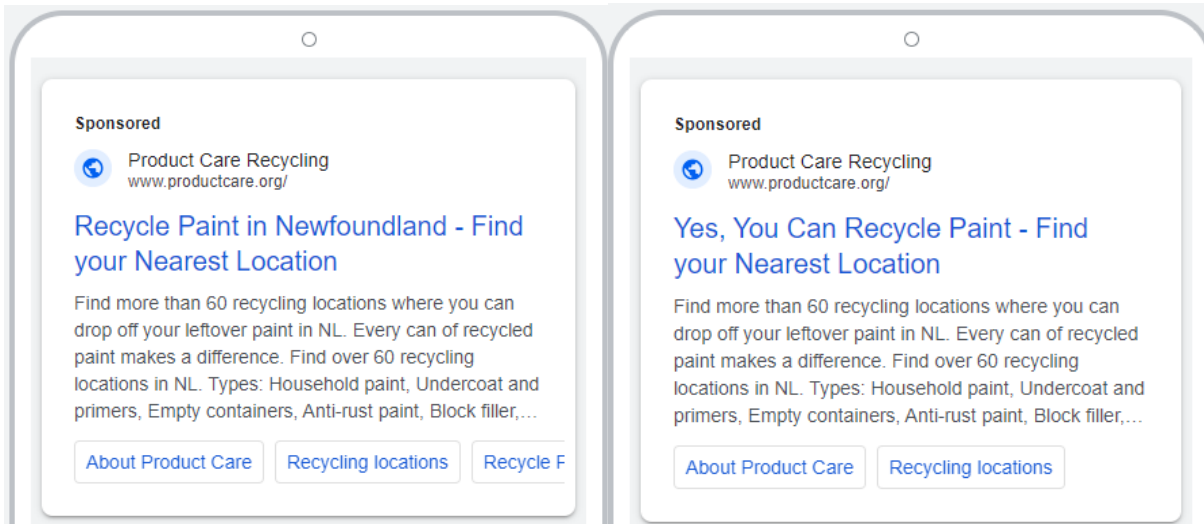 Sponsored
Product Care Recycling
www.productcare.org/
Recycle Paint in Newfoundland - Find
your Nearest Location
Find more than 60 recycling locations where you can
drop off your leftover paint in NL. Every can of recycled
paint makes a difference. Find over 60 recycling
locations in NL. Types: Household paint, Undercoat and
primers, Empty containers, Anti-rust paint, Block filler,...
About Product Care
Recycling locations
Recycle
Sponsored
Product Care Recycling
www.productcare.org/
Yes, You Can Recycle Paint - Find
your Nearest Location
Find more than 60 recycling locations where you can
drop off your leftover paint in NL. Every can of recycled
paint makes a difference. Find over 60 recycling
locations in NL. Types: Household paint, Undercoat and
primers, Empty containers, Anti-rust paint, Block filler,...
About Product Care
Recycling locations